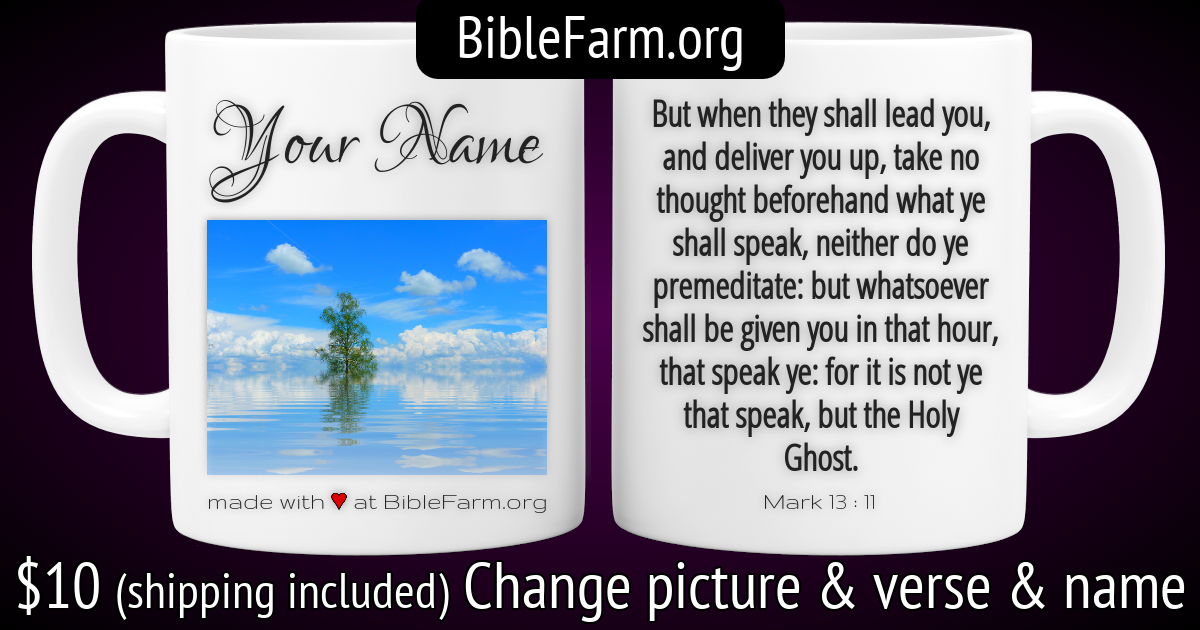 BibleFarm.org
Your Name
made with ❤ at BibleFarm.org
But when they shall lead you,
and deliver you up, take no
thought beforehand what ye
shall speak, neither do ye
premeditate: but whatsoever
shall be given you in that hour,
that speak ye: for it is not ye
that speak, but the Holy
Ghost.
Mark 13 : 11
$10 (shipping included) Change picture & verse & name